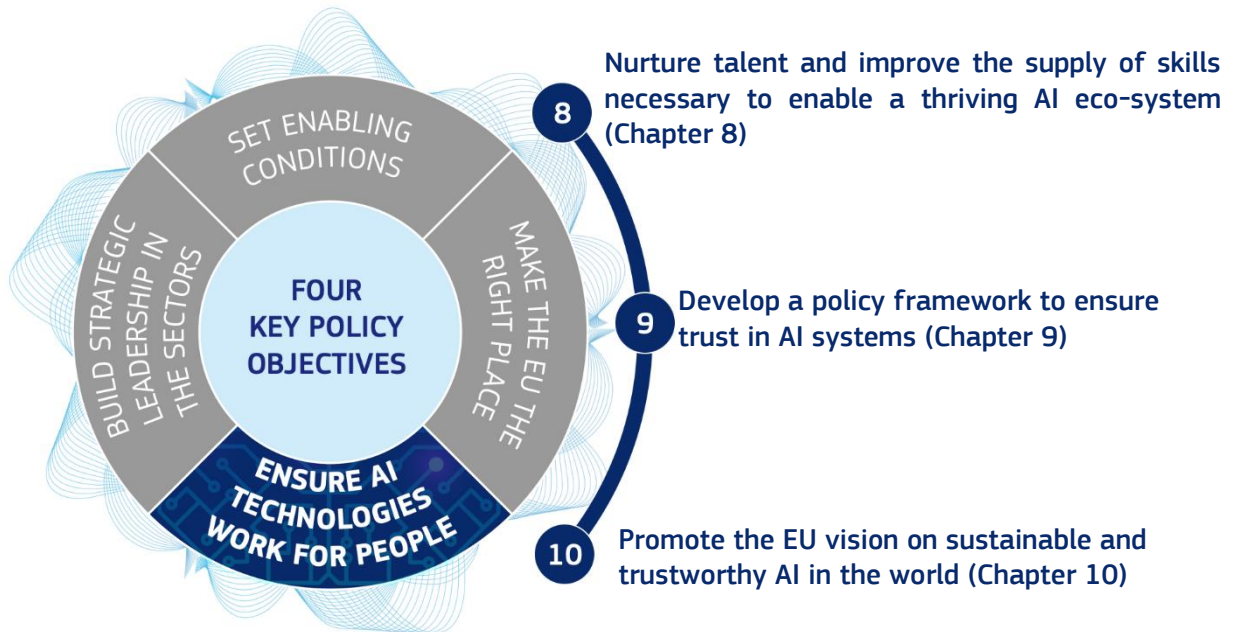 SET ENABLING
CONDITIONS
BUILD STRATEGIC
LEADERSHIP IN
THE SECTORS
FOUR
KEY POLICY
OBJECTIVES
MAKE THE EU THE
RIGHT PLACE
ENSURE AI
TECHNOLOGIES
WORK FOR PEOPLE
8
Nurture talent and improve the supply of skills
necessary to enable a thriving AI eco-system
(Chapter 8)
9
Develop a policy framework to ensure
trust in AI systems (Chapter 9)
10
Promote the EU vision on sustainable and
trustworthy AI in the world (Chapter 10)